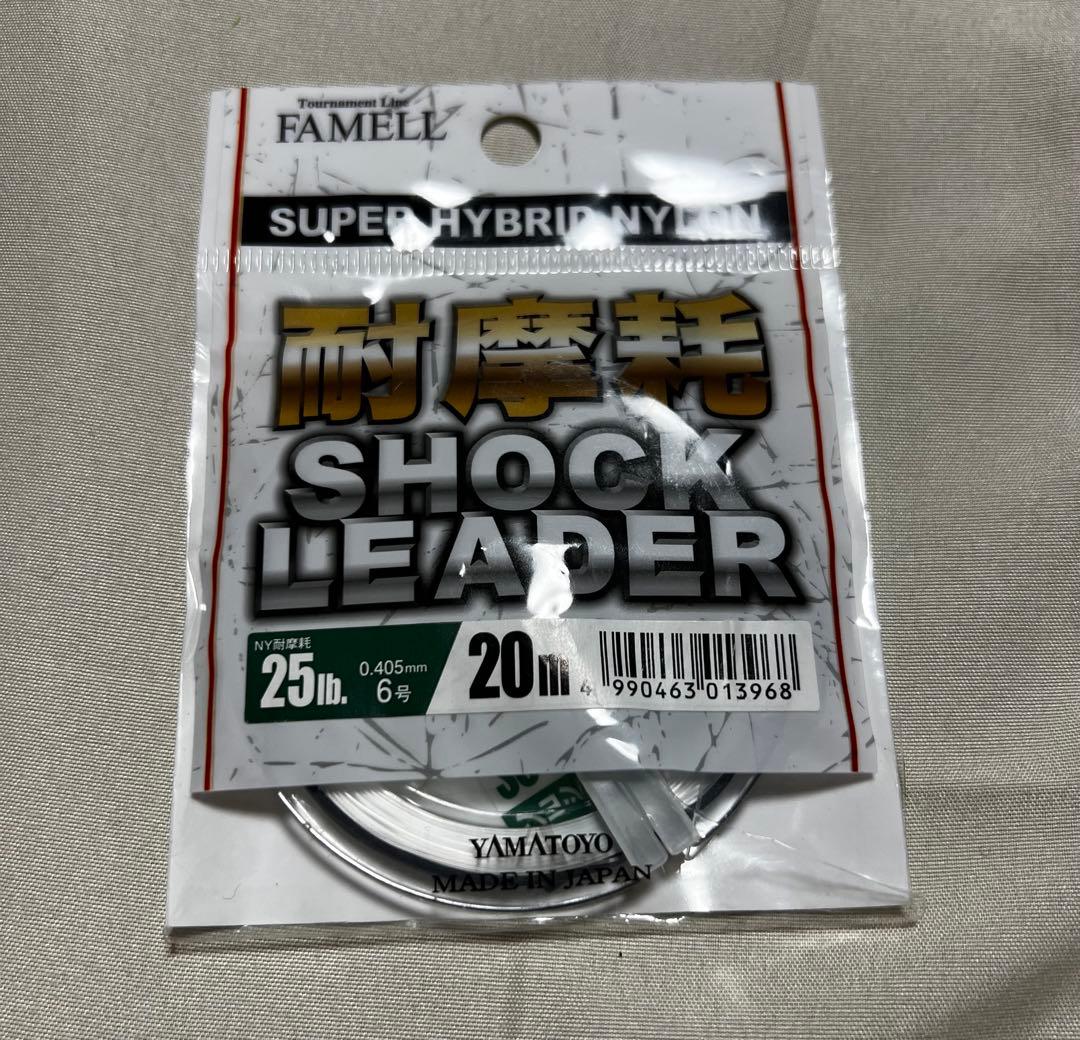 Tournament Line
FAMELL
SUPER HYBRID NYLON
耐摩耗
SHOCK
LEADER
NY耐摩耗
25lb.
0.405mm
6号
20m
4 990463 013968
YAMATOYO
MADE IN JAPAN